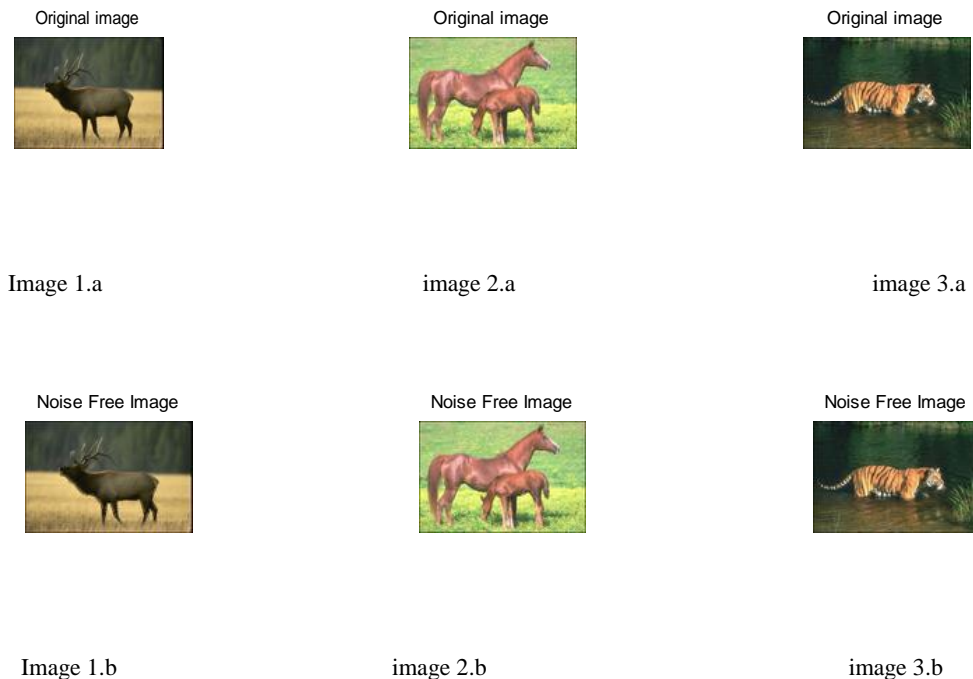 Original image Original image Original image
Image 1.a image 2.a image 3.a
Noise Free Image Noise Free Image Noise Free Image
Image 1.b image 2.b image 3.b